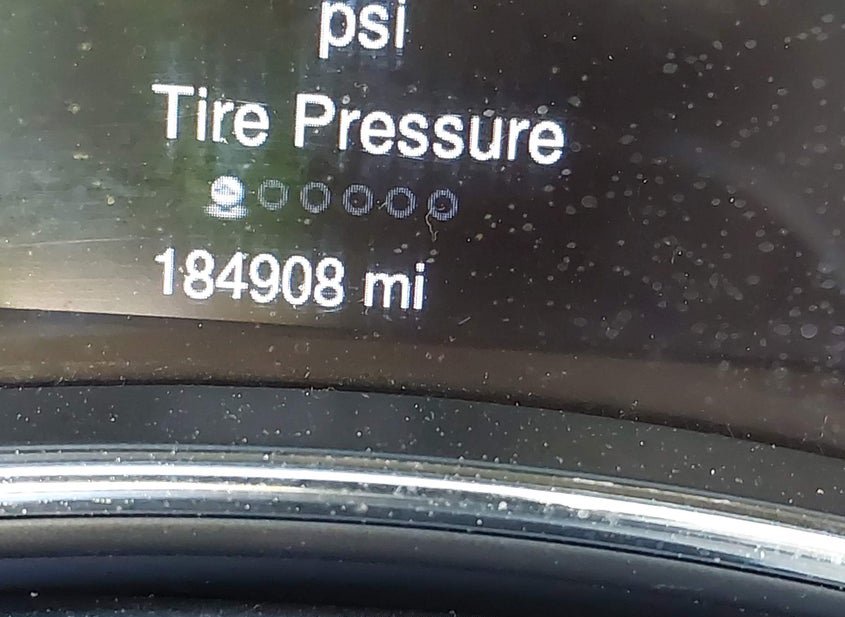 psi
Tire Pressure
184908 mi